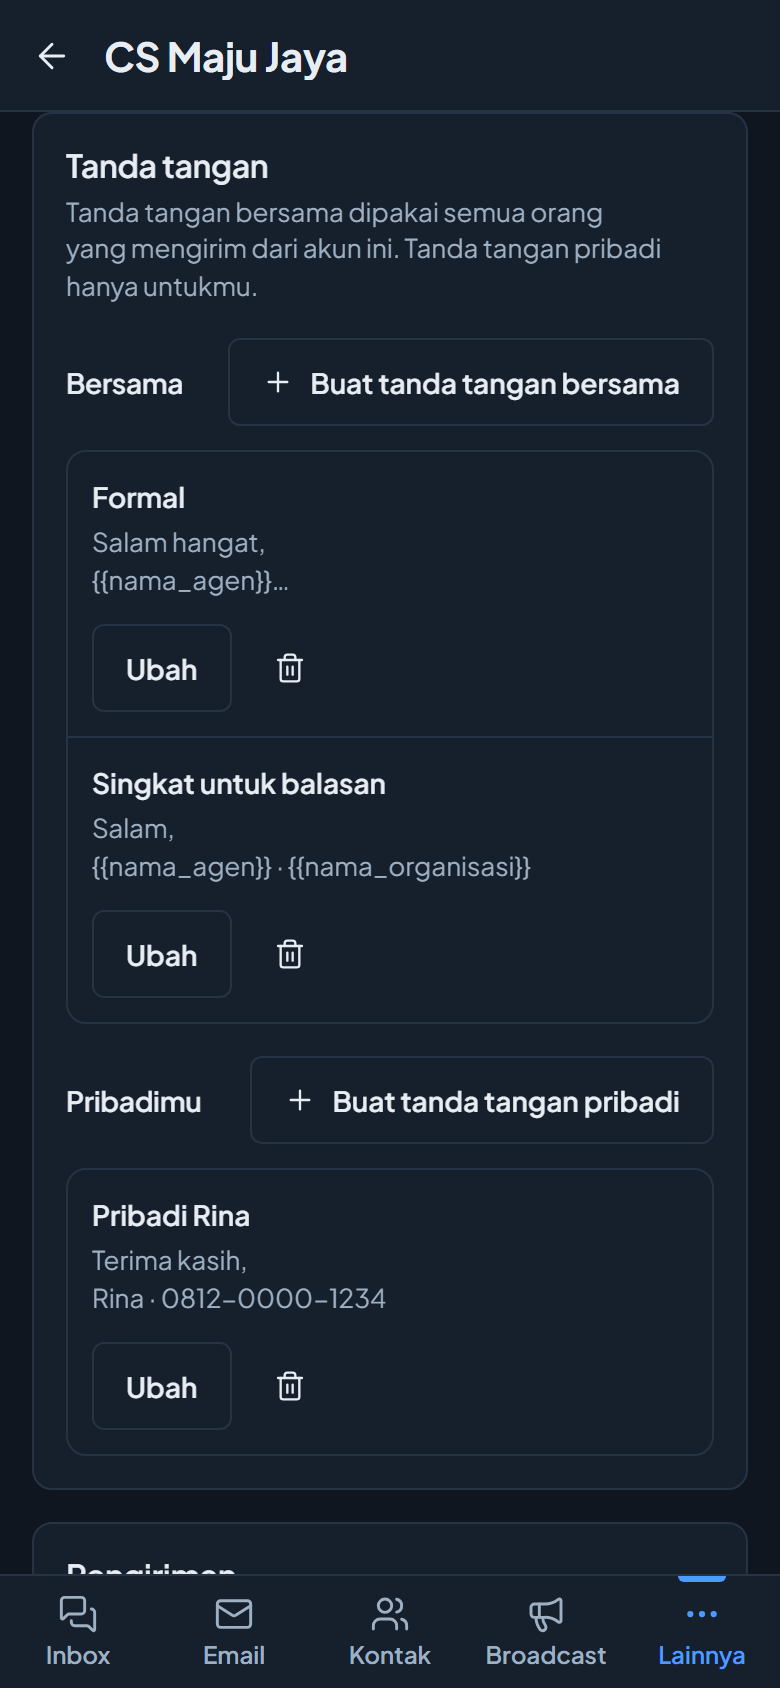 CS Maju Jaya
Tanda tangan
Tanda tangan bersama dipakai semua orang
yang mengirim dari akun ini. Tanda tangan pribadi
hanya untukmu.
Bersama
Buat tanda tangan bersama
Formal
Salam hangat,
{{nama_agen}}...
Ubah
Singkat untuk balasan
Salam,
{{nama_agen}} · {{nama_organisasi}}
Ubah
Pribadimu
Buat tanda tangan pribadi
Pribadi Rina
Terima kasih,
Rina · 0812-0000-1234
Ubah
Pengiriman
Inbox
Email
Kontak
Broadcast
Lainnya